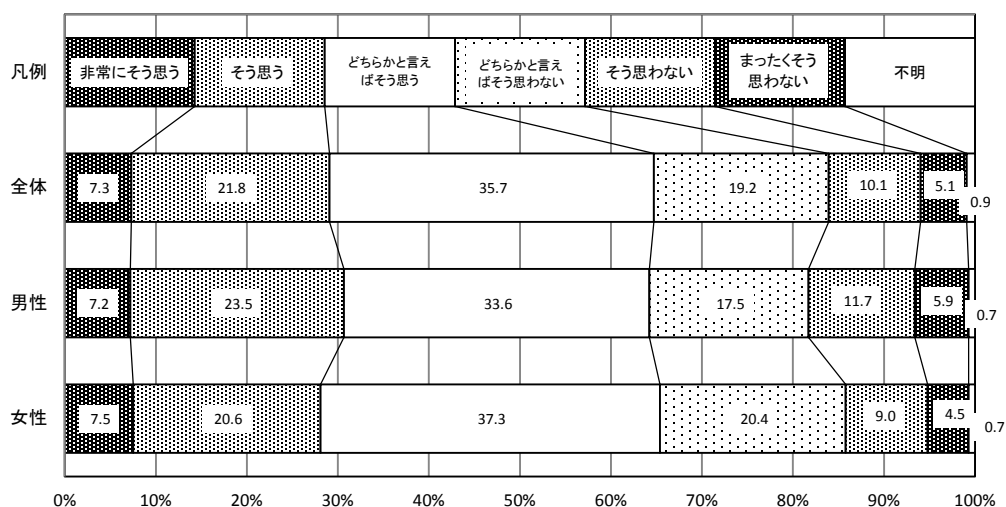 凡例
非常にそう思う
そう思う
どちらかと言え
ばそう思う
どちらかと言え
ばそう思わない
そう思わない
まったくそう
思わない
不明
全体
7.3
21.8
35.7
19.2
10.1
5.1
0.9
男性
7.2
23.5
33.6
17.5
11.7
5.9
0.7
女性
7.5
20.6
37.3
20.4
9.0
4.5
0.7
0%
10%
20%
30%
40%
50%
60%
70%
80%
90%
100%